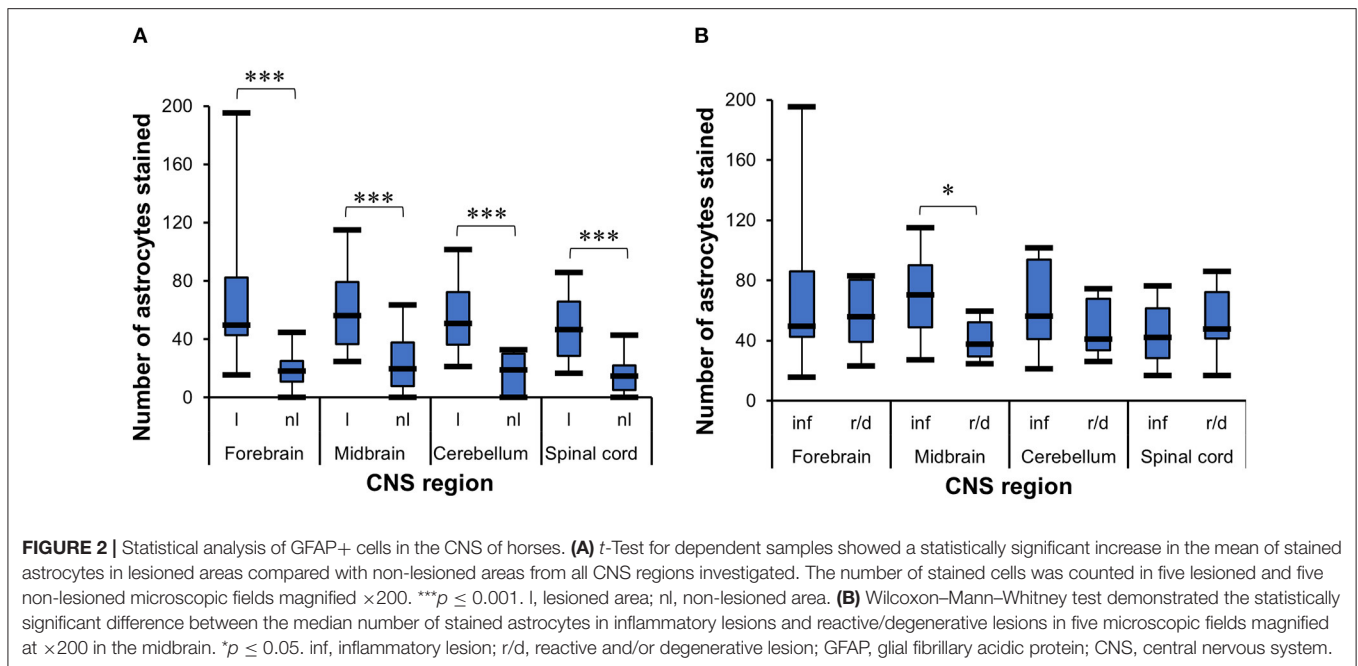 A
B
***
***
***
***
Number of astrocytes stained
200
160
120
80
40
0
l nl l nl l nl l nl
Forebrain Midbrain Cerebellum Spinal cord
CNS region
*
Number of astrocytes stained
200
160
120
80
40
0
inf r/d inf r/d inf r/d inf r/d
Forebrain Midbrain Cerebellum Spinal cord
CNS region
FIGURE 2 | Statistical analysis of GFAP+ cells in the CNS of horses. (A) t-Test for dependent samples showed a statistically significant increase in the mean of stained
astrocytes in lesioned areas compared with non-lesioned areas from all CNS regions investigated. The number of stained cells was counted in five lesioned and five
non-lesioned microscopic fields magnified ×200. ***p ≤ 0.001. l, lesioned area; nl, non-lesioned area. (B) Wilcoxon–Mann–Whitney test demonstrated the statistically
significant difference between the median number of stained astrocytes in inflammatory lesions and reactive/degenerative lesions in five microscopic fields magnified
at ×200 in the midbrain. *p ≤ 0.05. inf, inflammatory lesion; r/d, reactive and/or degenerative lesion; GFAP, glial fibrillary acidic protein; CNS, central nervous system.